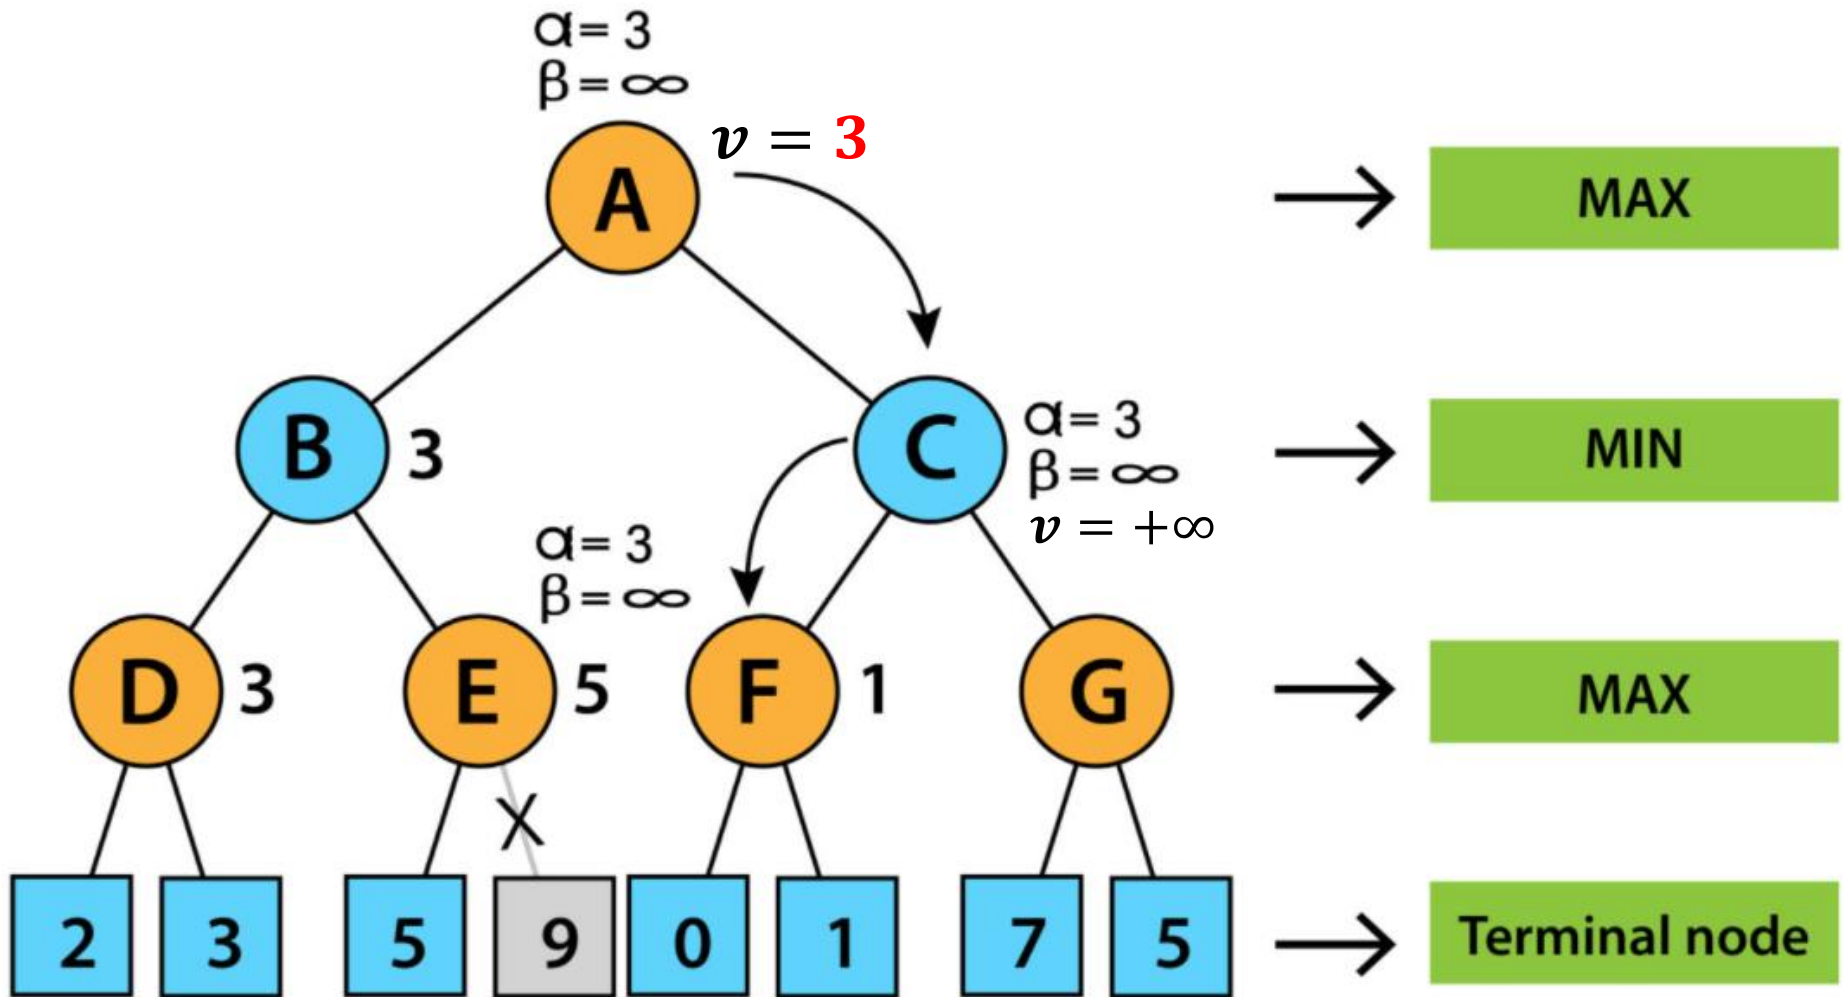 α= 3
β= ∞
v = 3
A
MAX
B 3
C
α= 3
β= ∞
v = +∞
MIN
α= 3
β= ∞
D 3
E 5
F 1
G
MAX
X
2 3 5 9 0 1 7 5
Terminal node